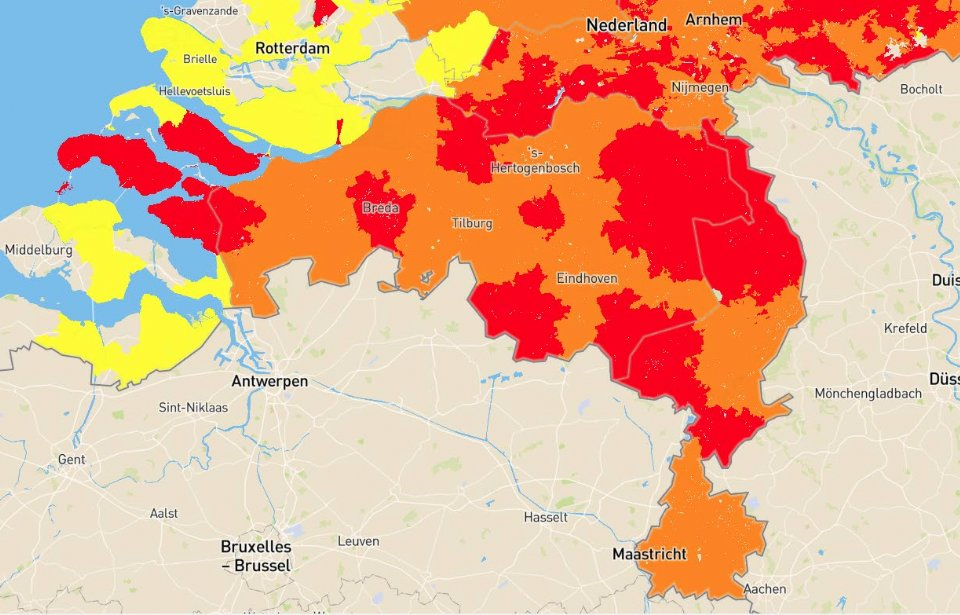 's-Gravenzande
Nederland
Arnhem
Rotterdam
Brielle
Hellevoetsluis
Nijmegen
Bocholt
's-
Hertogenbosch
Breda
Tilburg
Middelburg
Eindhoven
Duis
Krefeld
Antwerpen
Düss
Mönchengladbach
Sint-Niklaas
Gent
Aalst
Hasselt
Bruxelles
– Brussel
Leuven
Maastricht
Aachen